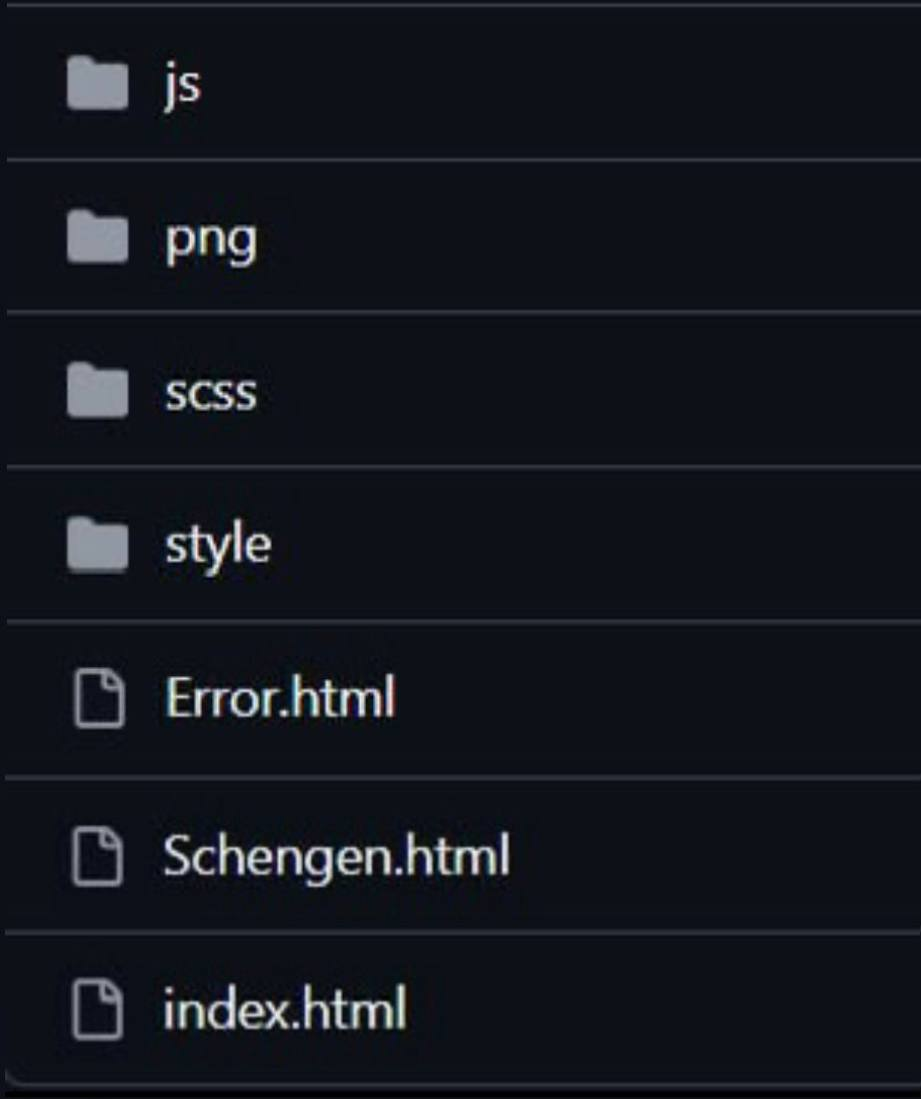 js
png
scss
style
Error.html
Schengen.html
index.html